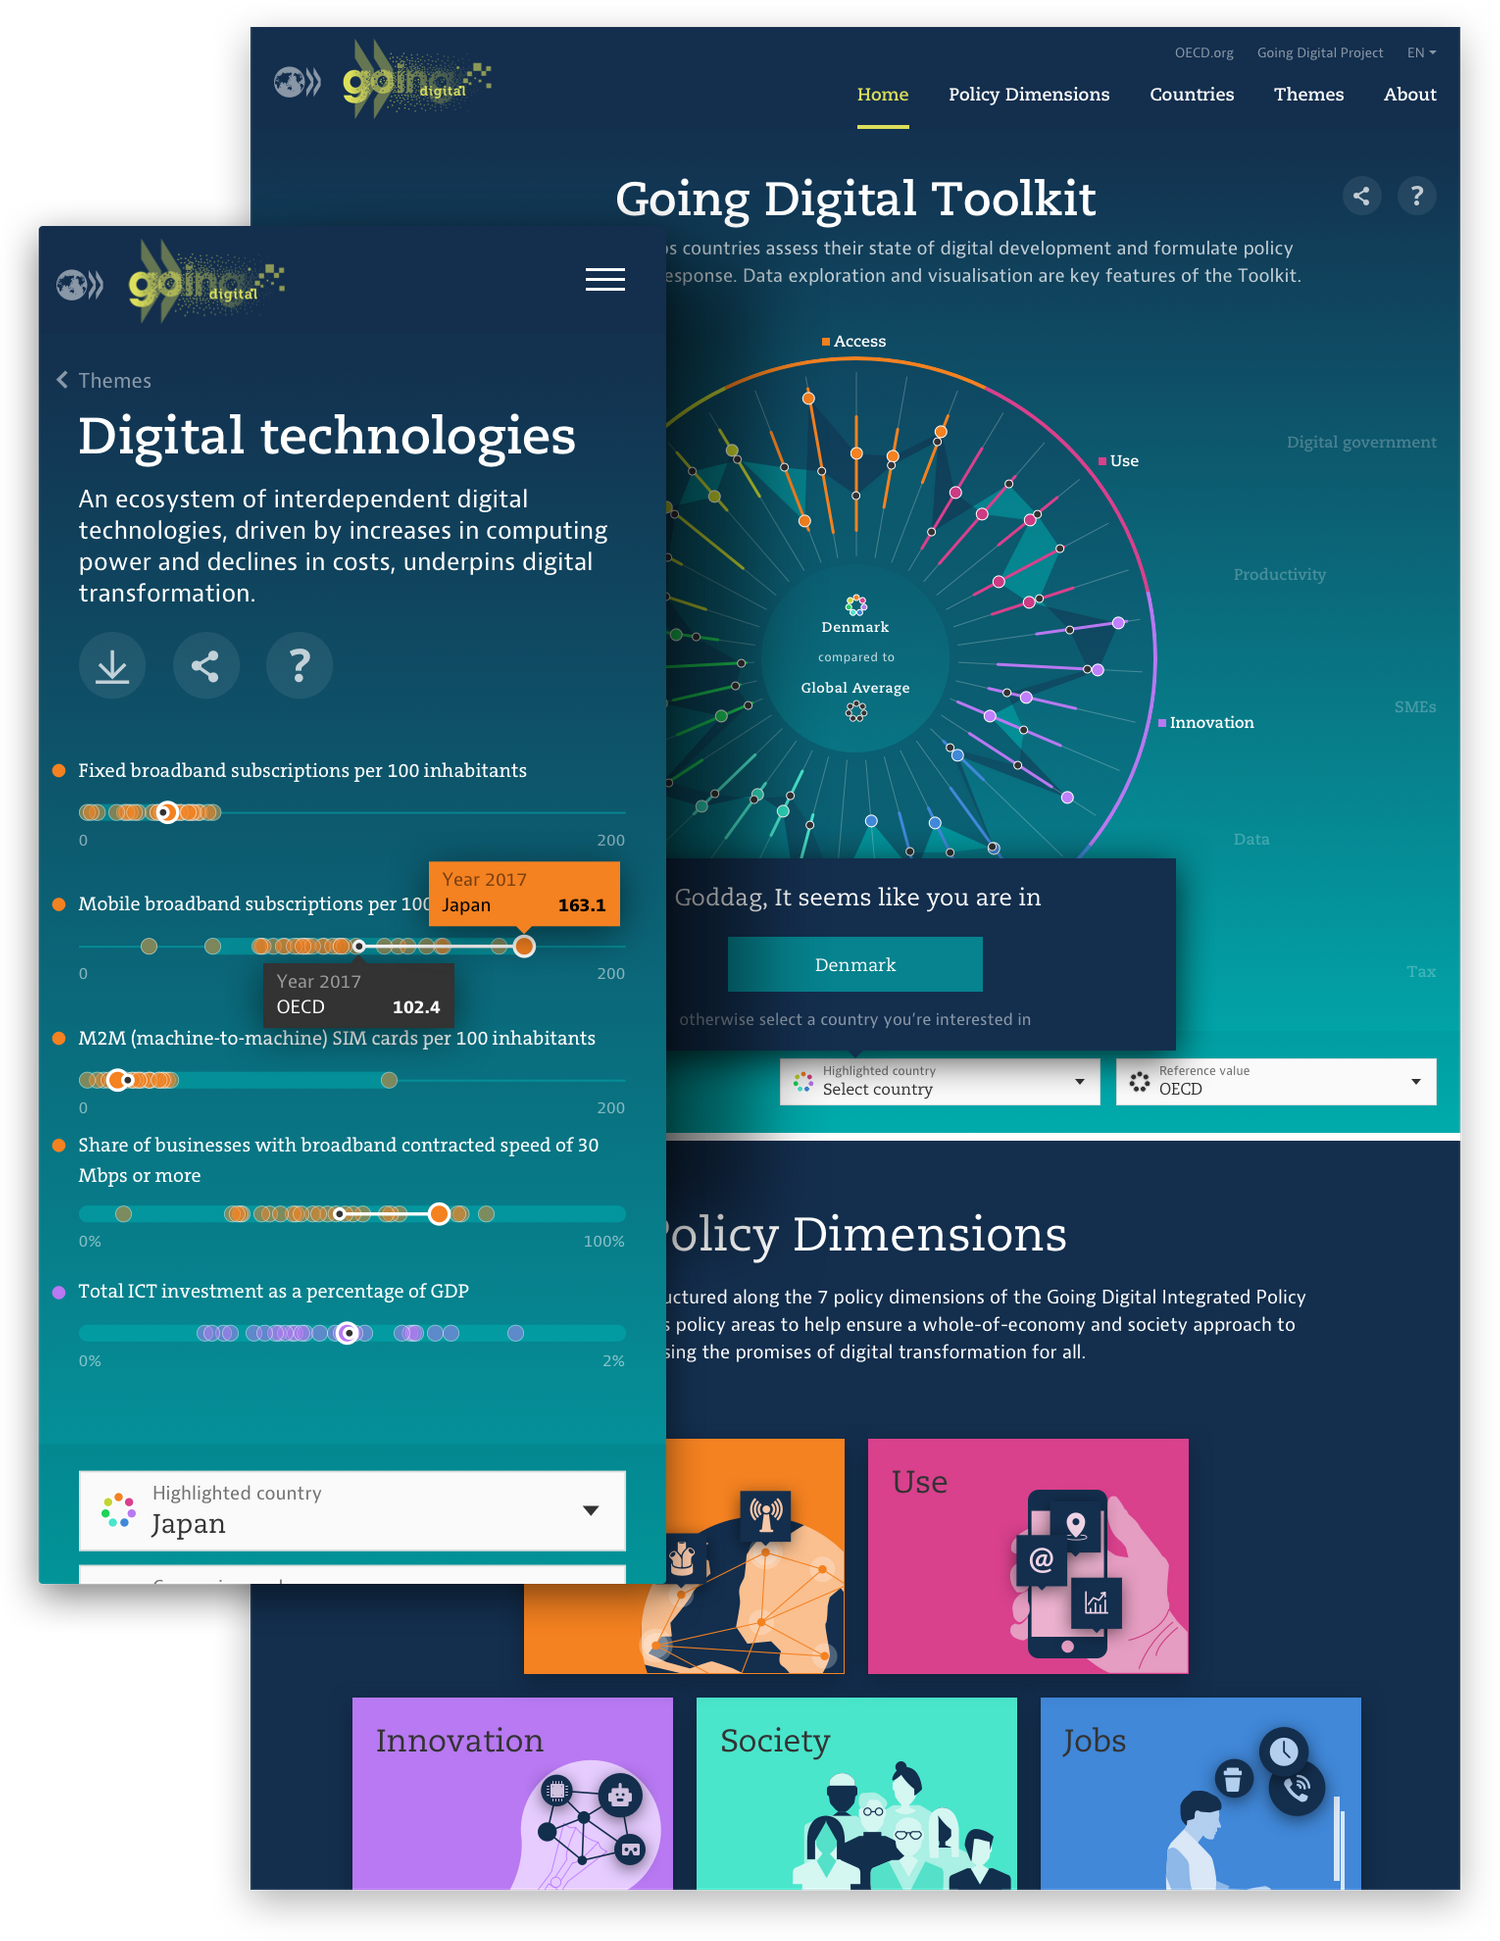 going
digital
OECD.org
Going Digital Project
EN
Home
Policy Dimensions
Countries
Themes
About
Going Digital Toolkit
?
countries assess their state of digital development and formulate policy
response. Data exploration and visualisation are key features of the Toolkit.
Access
Use
Innovation
Digital government
Productivity
SMEs
Data
Tax
Denmark
compared to
Global Average
Goddag, It seems like you are in
Denmark
otherwise select a country you're interested in
Highlighted country
Select country
Reference value
OECD
Policy Dimensions
uctured along the 7 policy dimensions of the Going Digital Integrated Policy
s policy areas to help ensure a whole-of-economy and society approach to
sing the promises of digital transformation for all.
Use
@
Innovation
Society
Jobs
going
digital
Themes
Digital technologies
An ecosystem of interdependent digital
technologies, driven by increases in computing
power and declines in costs, underpins digital
transformation.
?
Fixed broadband subscriptions per 100 inhabitants
0
200
Year 2017
Japan 163.1
Mobile broadband subscriptions per 100
0
200
Year 2017
OECD 102.4
M2M (machine-to-machine) SIM cards per 100 inhabitants
0
200
Share of businesses with broadband contracted speed of 30
Mbps or more
0%
100%
Total ICT investment as a percentage of GDP
0%
2%
Highlighted country
Japan